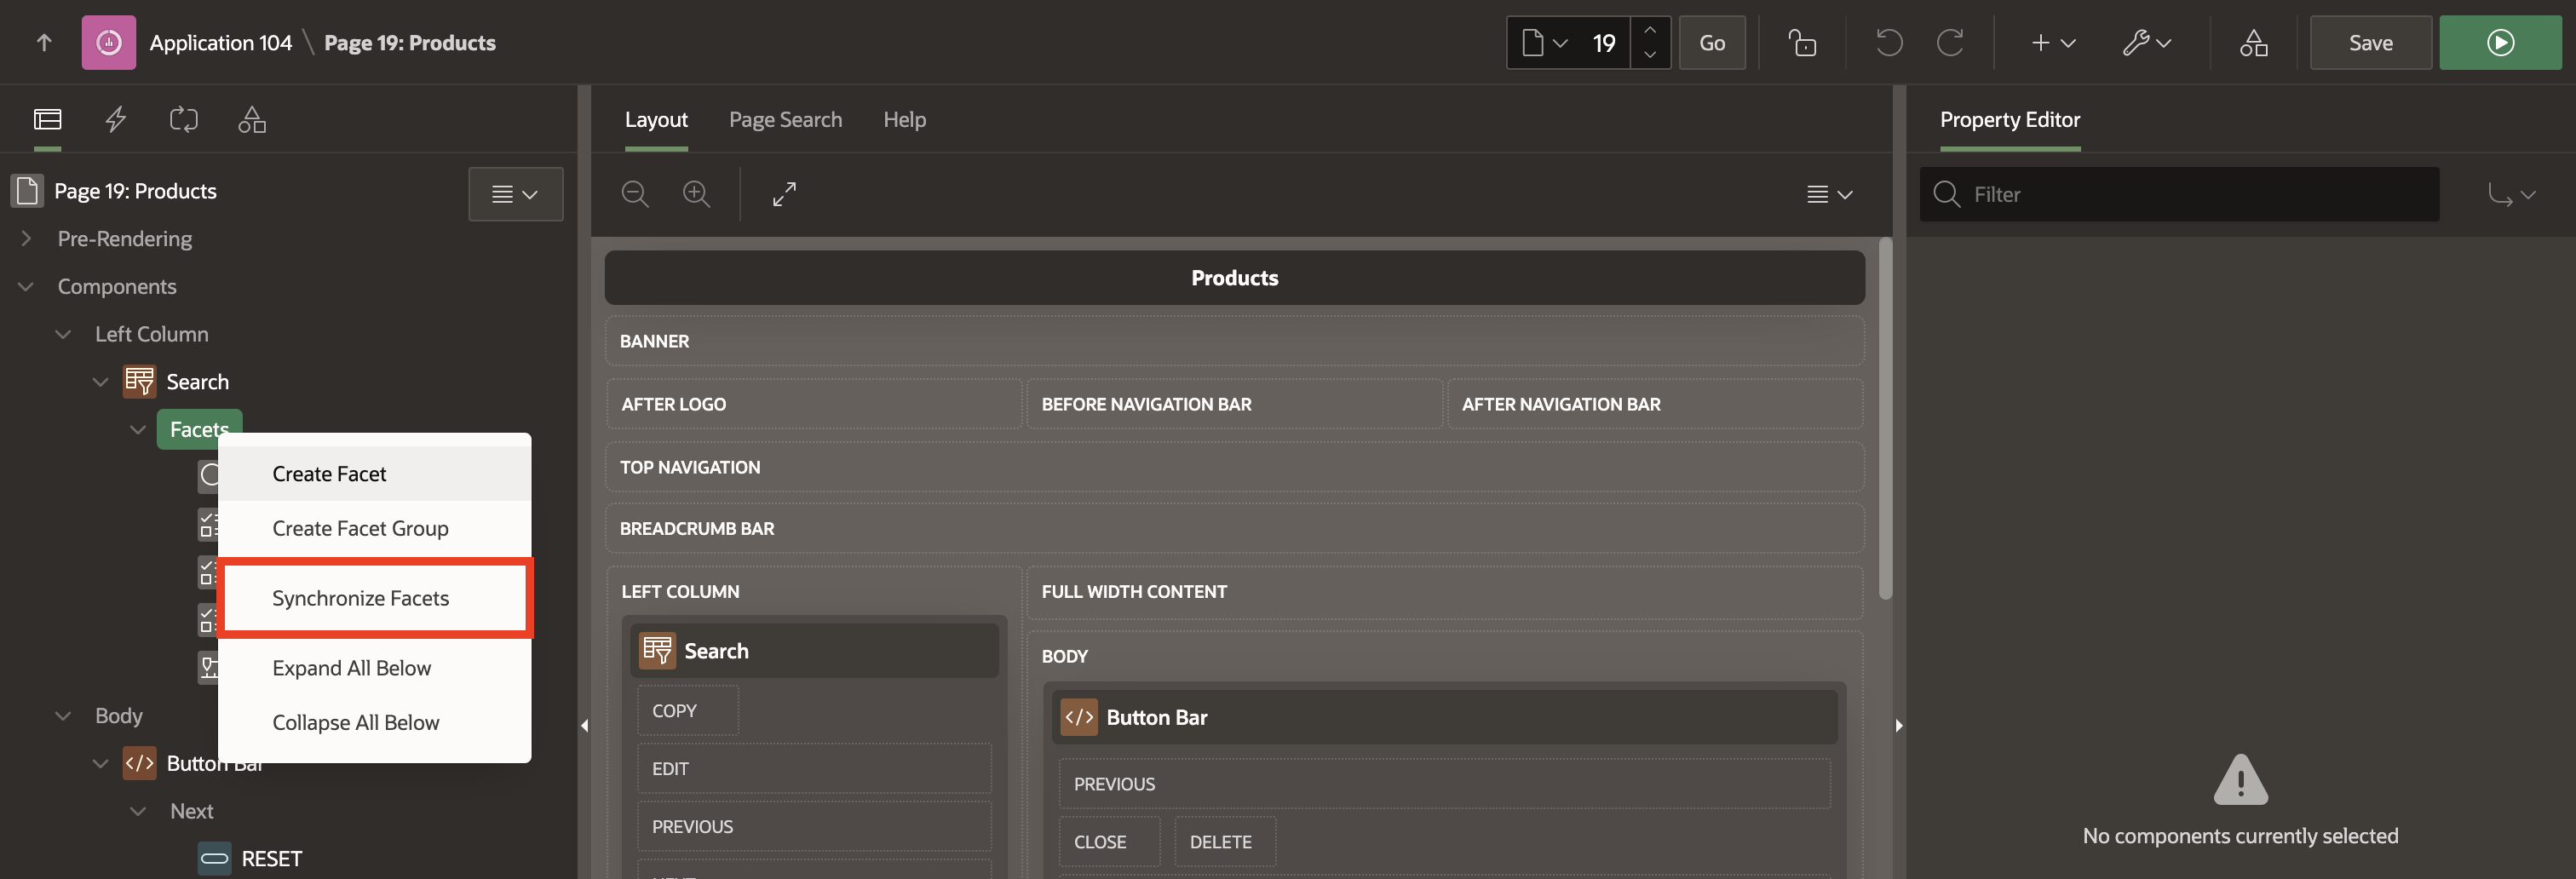 Application 104 \ Page 19: Products
19
Go
Save
Layout
Page Search
Help
Property Editor
Page 19: Products
Filter
Pre-Rendering
Components
Left Column
Search
Facets
Create Facet
Create Facet Group
Synchronize Facets
Expand All Below
Collapse All Below
Body
Button Bar
Next
RESET
Products
BANNER
AFTER LOGO
BEFORE NAVIGATION BAR
AFTER NAVIGATION BAR
TOP NAVIGATION
BREADCRUMB BAR
LEFT COLUMN
FULL WIDTH CONTENT
Search
COPY
EDIT
PREVIOUS
BODY
Button Bar
PREVIOUS
CLOSE
DELETE
No components currently selected